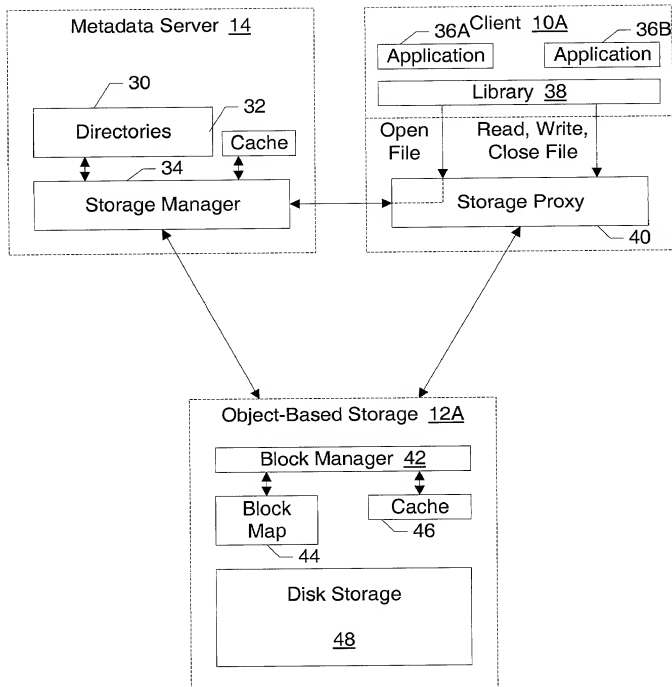 Metadata Server 14
30
32
Directories
Cache
34
Storage Manager
Client 10A
36A
36B
Application
Application
Library 38
Open
File
Read, Write,
Close File
Storage Proxy
40
Object-Based Storage 12A
Block Manager 42
Block
Map
44
Cache
46
Disk Storage
48